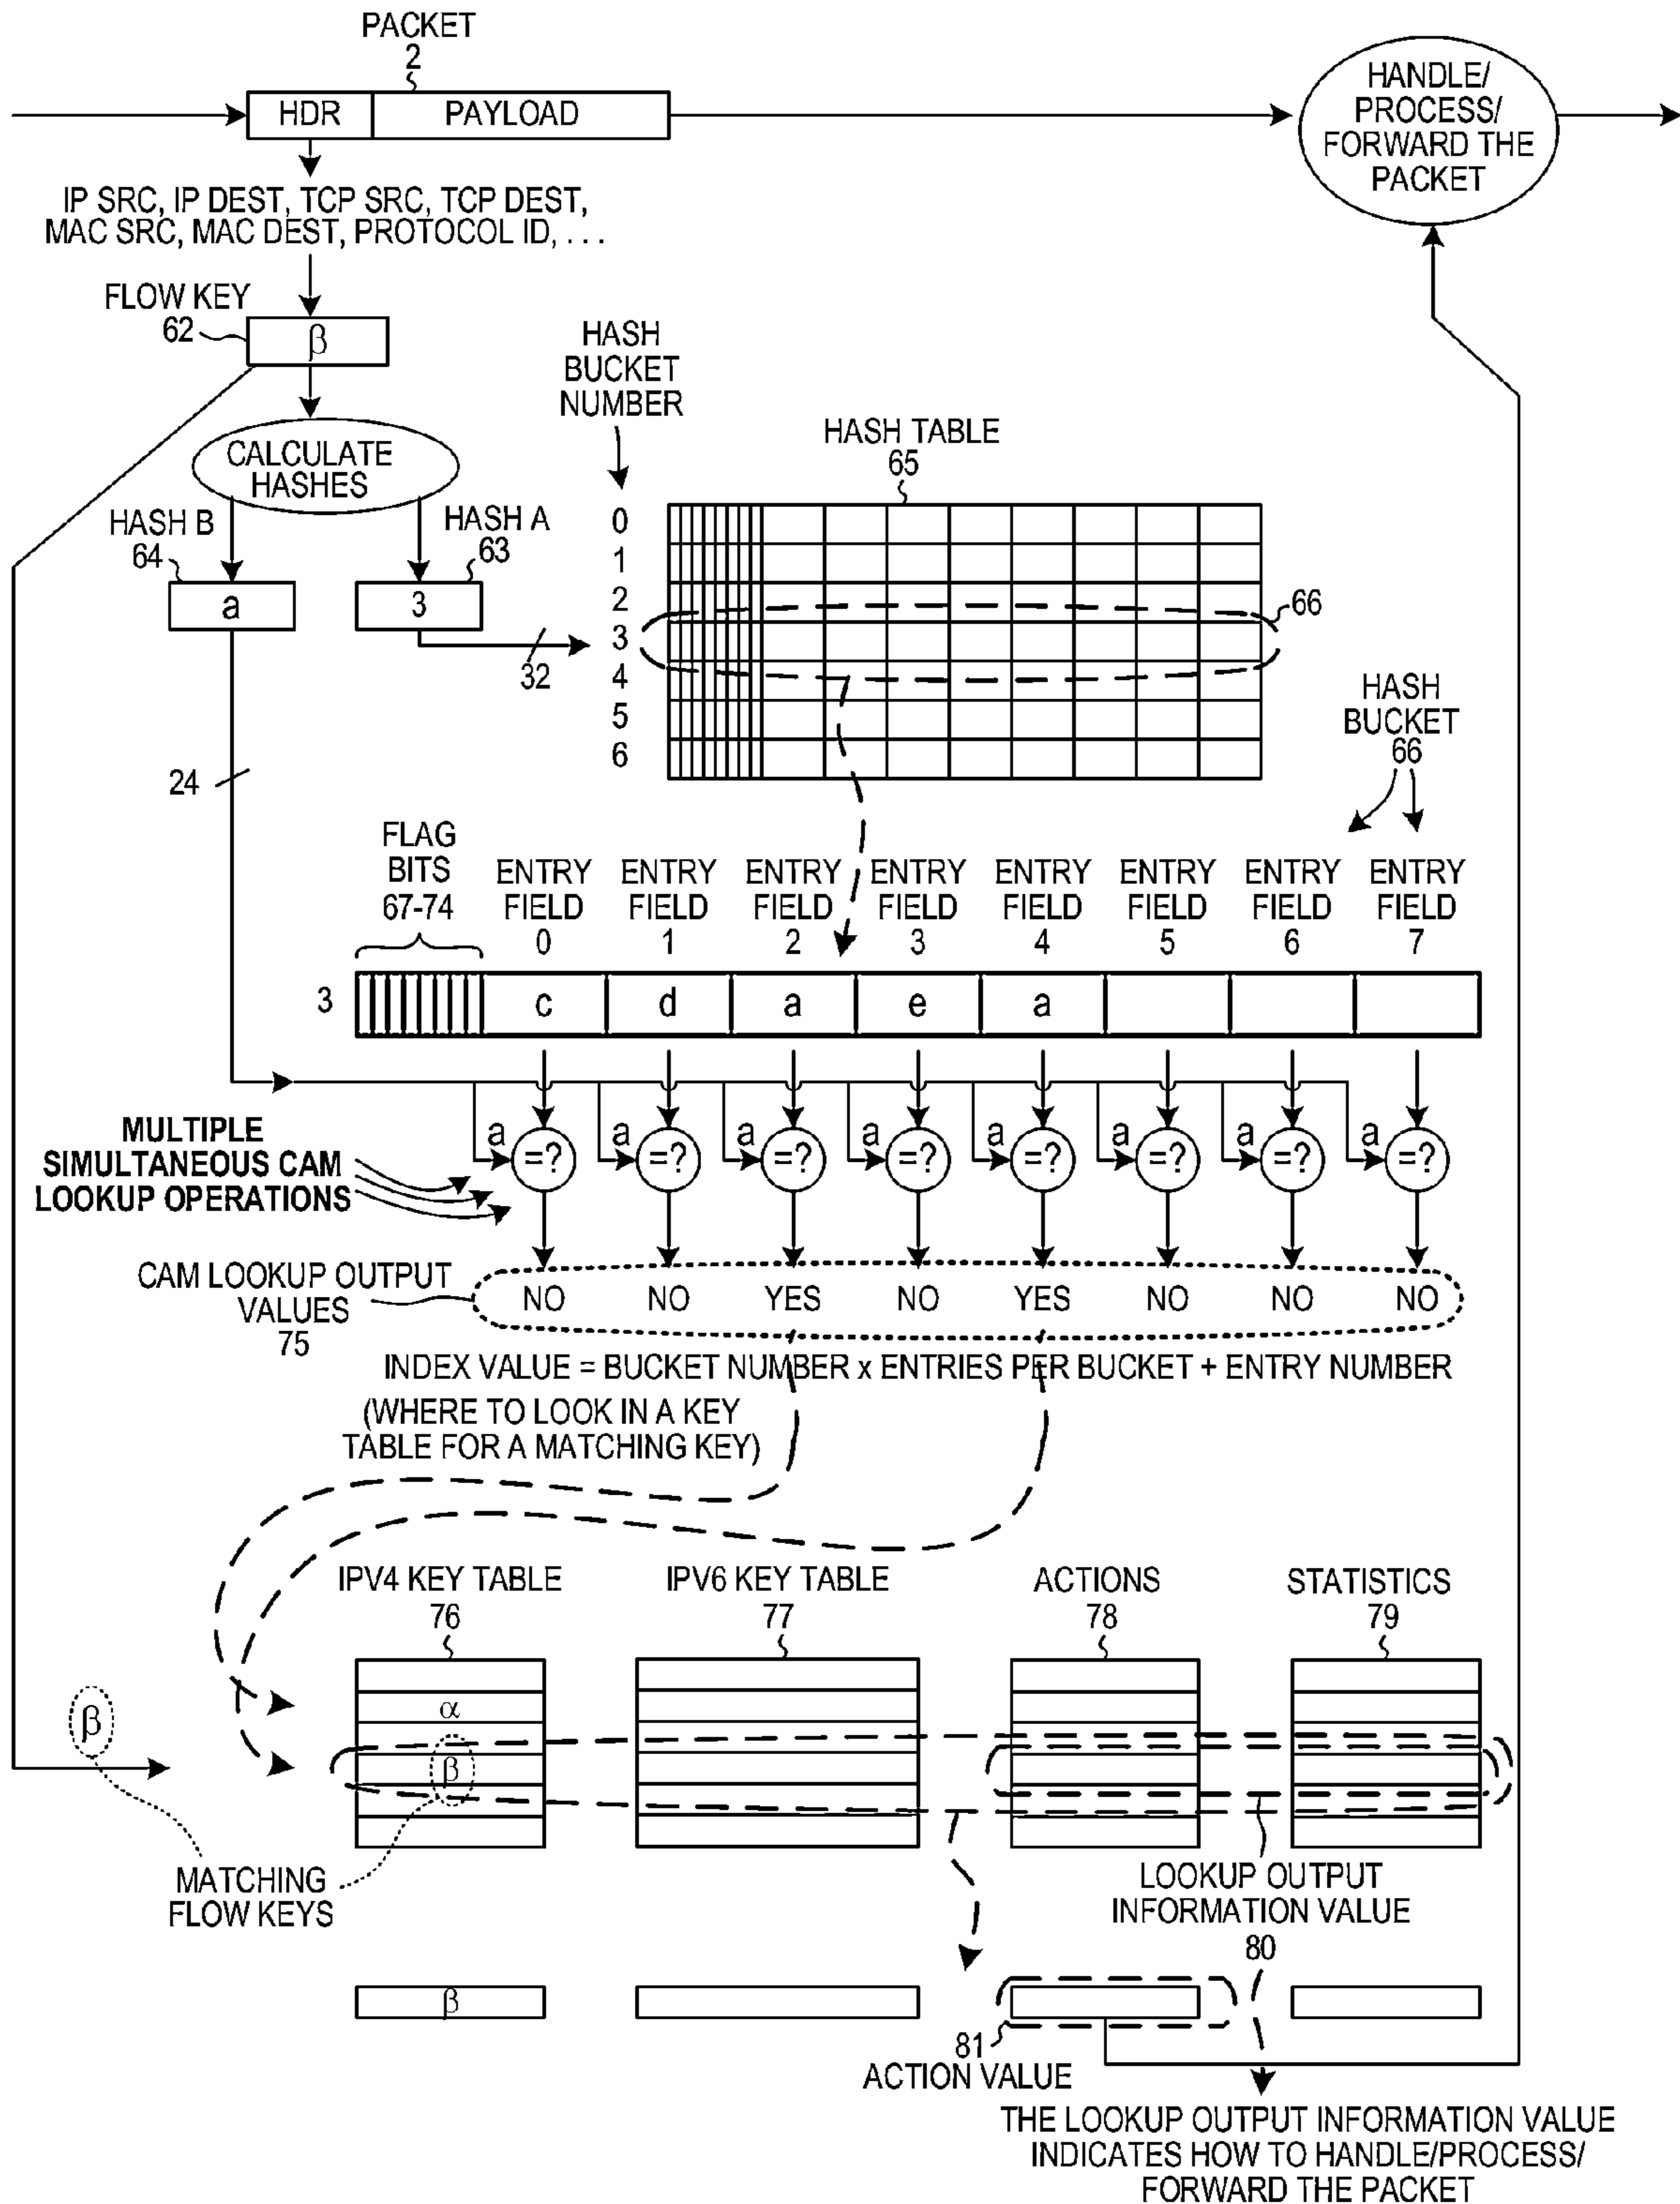 PACKET
2
HDR
PAYLOAD
HANDLE/
PROCESS/
FORWARD THE
PACKET
IP SRC, IP DEST, TCP SRC, TCP DEST,
MAC SRC, MAC DEST, PROTOCOL ID, . . .
FLOW KEY
62
β
HASH
BUCKET
NUMBER
CALCULATE
HASHES
HASH TABLE
65
HASH B
64
HASH A
63
a
3
32
0
1
2
3
4
5
6
66
HASH
BUCKET
66
24
FLAG
BITS
67-74
ENTRY
FIELD
0
ENTRY
FIELD
1
ENTRY
FIELD
2
ENTRY
FIELD
3
ENTRY
FIELD
4
ENTRY
FIELD
5
ENTRY
FIELD
6
ENTRY
FIELD
7
3
c d a e a
a a a a a a a a
=? =? =? =? =? =? =? =?
MULTIPLE
SIMULTANEOUS CAM
LOOKUP OPERATIONS
CAM LOOKUP OUTPUT
VALUES
75
NO NO YES NO YES NO NO NO
INDEX VALUE = BUCKET NUMBER x ENTRIES PER BUCKET + ENTRY NUMBER
(WHERE TO LOOK IN A KEY
TABLE FOR A MATCHING KEY)
IPV4 KEY TABLE
76
IPV6 KEY TABLE
77
ACTIONS
78
STATISTICS
79
α
β
β
MATCHING
FLOW KEYS
LOOKUP OUTPUT
INFORMATION VALUE
80
β
81
ACTION VALUE
THE LOOKUP OUTPUT INFORMATION VALUE
INDICATES HOW TO HANDLE/PROCESS/
FORWARD THE PACKET